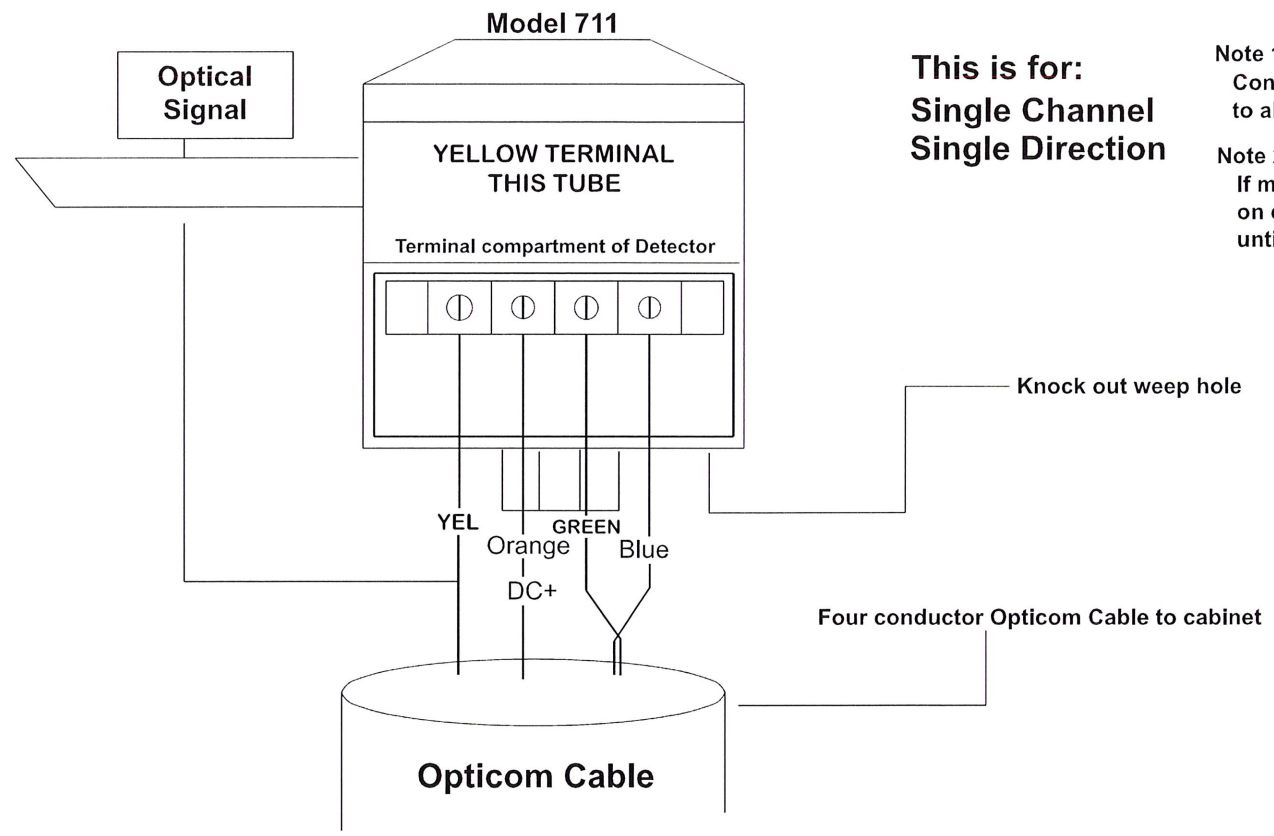 Model 711
Optical
Signal
YELLOW TERMINAL
THIS TUBE
Terminal compartment of Detector
This is for:
Single Channel
Single Direction
Note
to
Note
If
on
Knock out weep hole
YEL
GREEN
Orange
Blue
DC+
Four conductor Opticom Cable to cabinet
Opticom Cable